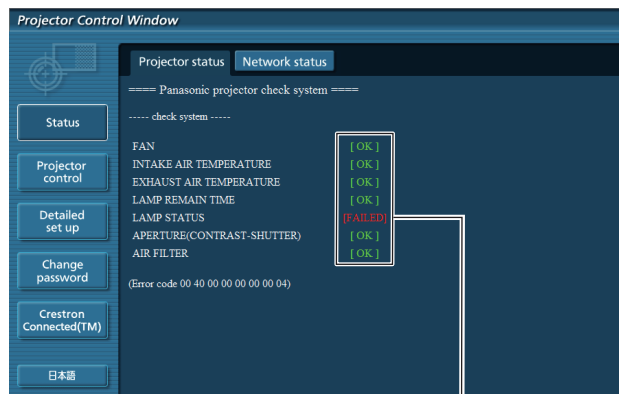 Projector Control Window
Projector status
Network status
==== Panasonic projector check system ====
----- check system -----
FAN [ OK ]
INTAKE AIR TEMPERATURE [ OK ]
EXHAUST AIR TEMPERATURE [ OK ]
LAMP REMAIN TIME [ OK ]
LAMP STATUS [FAILED]
APERTURE(CONTRAST-SHUTTER) [ OK ]
AIR FILTER [ OK ]
(Error code 00 40 00 00 00 00 00 04)
Status
Projector
control
Detailed
set up
Change
password
Crestron
Connected(TM)
日本語